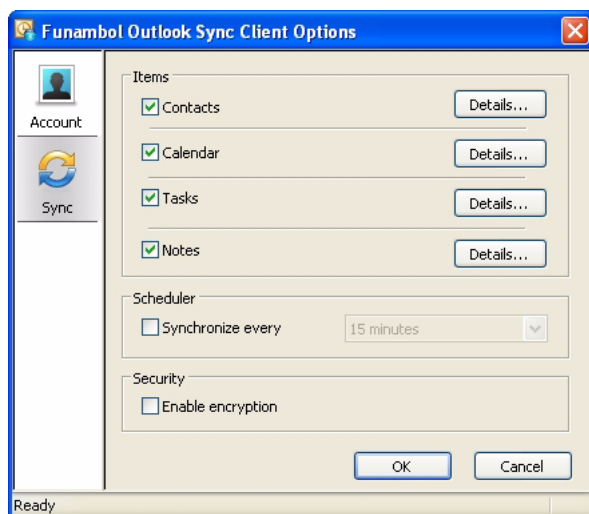 Funambol Outlook Sync Client Options
Account
Sync
Items
Contacts
Details...
Calendar
Details...
Tasks
Details...
Notes
Details...
Scheduler
Synchronize every
15 minutes
Security
Enable encryption
OK
Cancel
Ready